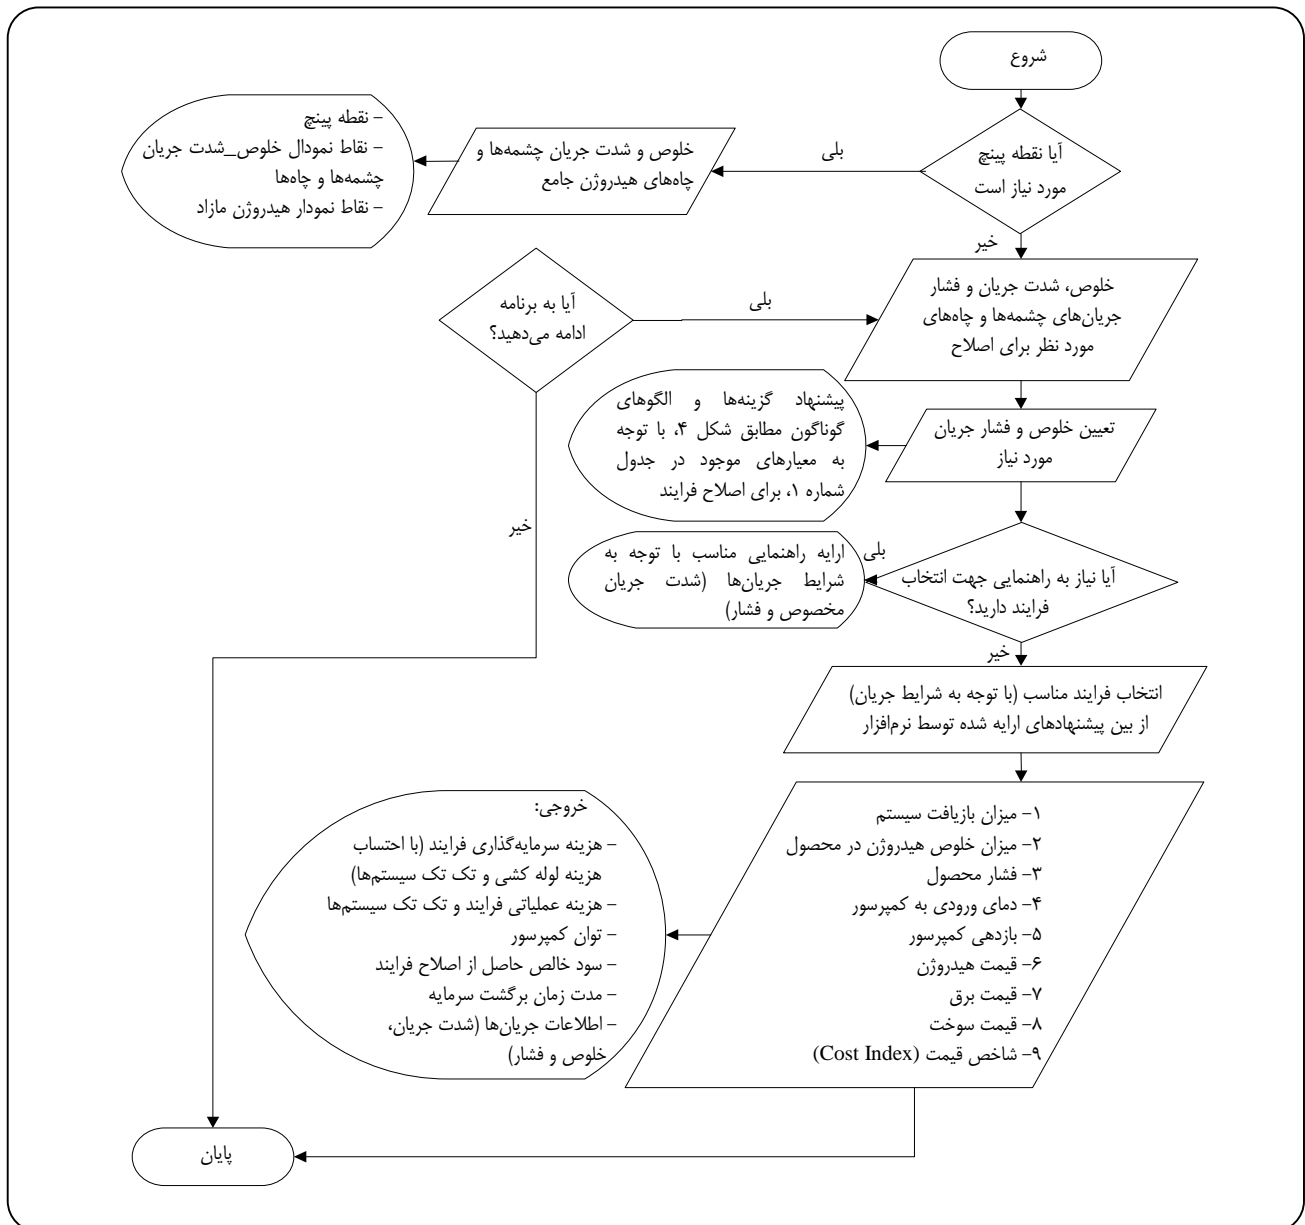 شروع
آیا نقطه پینچ
مورد نیاز است
بلی
خلوص و شدت جریان چشمه‌ها و
چاه‌های هیدروژن جامع
– نقطه پینچ
– نقاط نمودال خلوص_شدت جریان
چشمه‌ها و چاه‌ها
– نقاط نمودار هیدروژن مازاد
خیر
خلوص، شدت جریان و فشار
جریان‌های چشمه‌ها و چاه‌های
مورد نظر برای اصلاح
بلی
آیا به برنامه
ادامه می‌دهید؟
خیر
تعیین خلوص و فشار جریان
مورد نیاز
پیشنهاد گزینه‌ها و الگوهای
گوناگون مطابق شکل ۴، با توجه
به معیارهای موجود در جدول
شماره ۱، برای اصلاح فرایند
آیا نیاز به راهنمایی جهت انتخاب
فرایند دارید؟
بلی
ارایه راهنمایی مناسب با توجه به
شرایط جریان‌ها (شدت جریان
مخصوص و فشار)
خیر
انتخاب فرایند مناسب (با توجه به شرایط جریان)
از بین پیشنهادهای ارایه شده توسط نرم‌افزار
۱– میزان بازیافت سیستم
۲– میزان خلوص هیدروژن در محصول
۳– فشار محصول
۴– دمای ورودی به کمپرسور
۵– بازدهی کمپرسور
۶– قیمت هیدروژن
۷– قیمت برق
۸– قیمت سوخت
۹– شاخص قیمت (Cost Index)
خروجی:
– هزینه سرمایه‌گذاری فرایند (با احتساب
هزینه لوله کشی و تک تک سیستم‌ها)
– هزینه عملیاتی فرایند و تک تک سیستم‌ها
– توان کمپرسور
– سود خالص حاصل از اصلاح فرایند
– مدت زمان برگشت سرمایه
– اطلاعات جریان‌ها (شدت جریان،
خلوص و فشار)
پایان